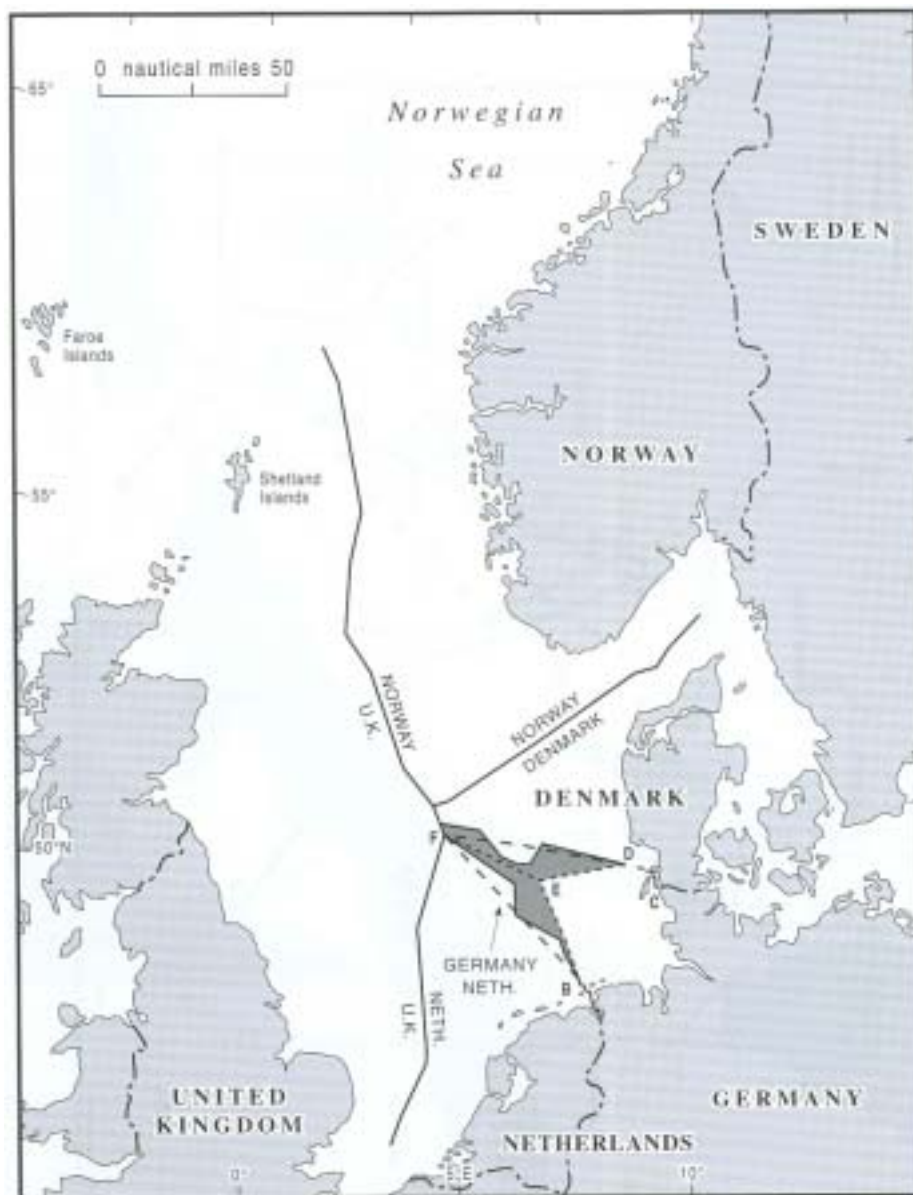 0 nautical miles 50
65°
Norwegian
Sea
SWEDEN
Faroe
Islands
NORWAY
55°
Shetland
Islands
NORWAY
U.K.
NORWAY
DENMARK
DENMARK
F
50°N
D
E
C
GERMANY
NETH.
B
U.K.
NETH.
UNITED
KINGDOM
GERMANY
NETHERLANDS
0°
5°E
10°